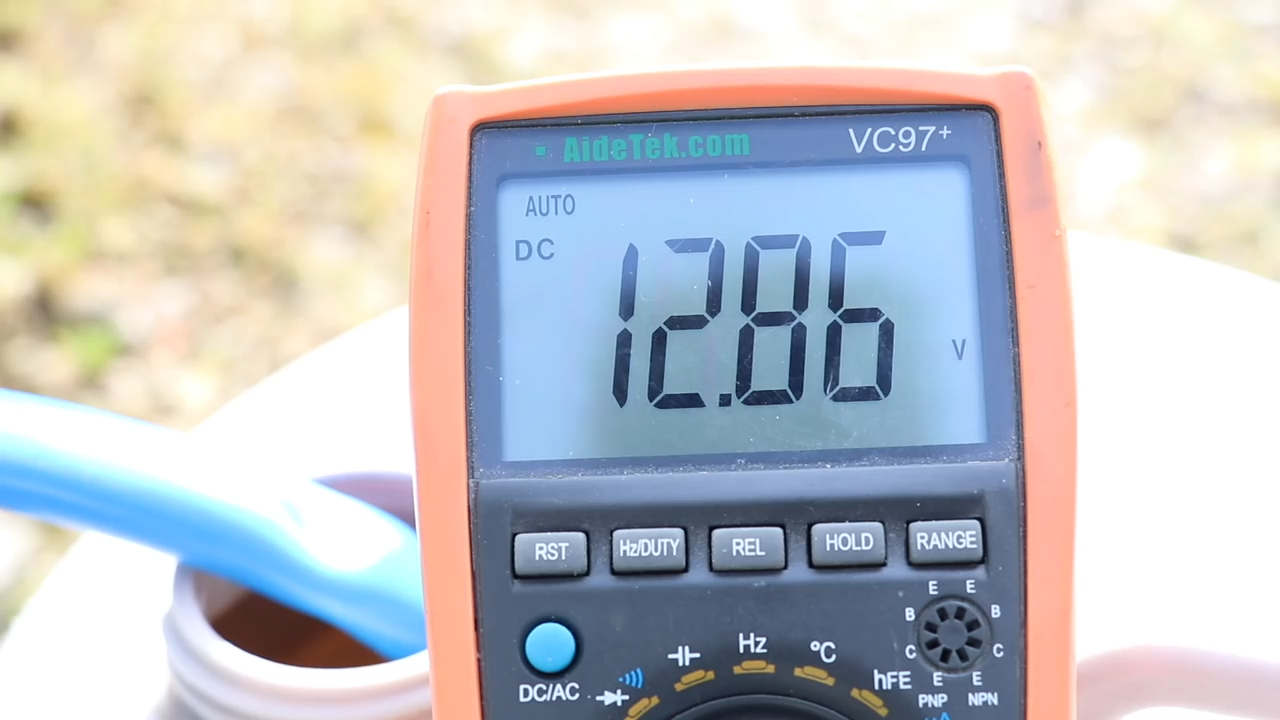 AideTek.com VC97+
AUTO
DC
12.86 V
RST Hz/DUTY REL HOLD RANGE
E E
B B
C C
E E
PNP NPN
DC/AC Hz °C hFE